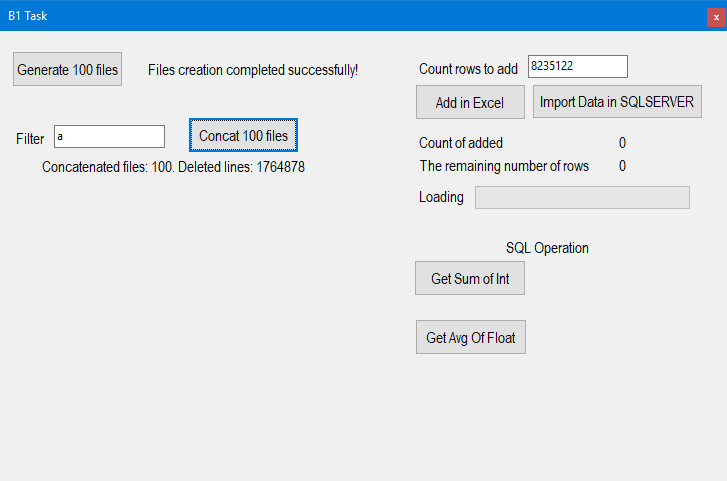 B1 Task
x
Generate 100 files
Files creation completed successfully!
Filter
a
Concat 100 files
Concatenated files: 100. Deleted lines: 1764878
Count rows to add
8235122
Add in Excel
Import Data in SQLSERVER
Count of added 0
The remaining number of rows 0
Loading
SQL Operation
Get Sum of Int
Get Avg Of Float